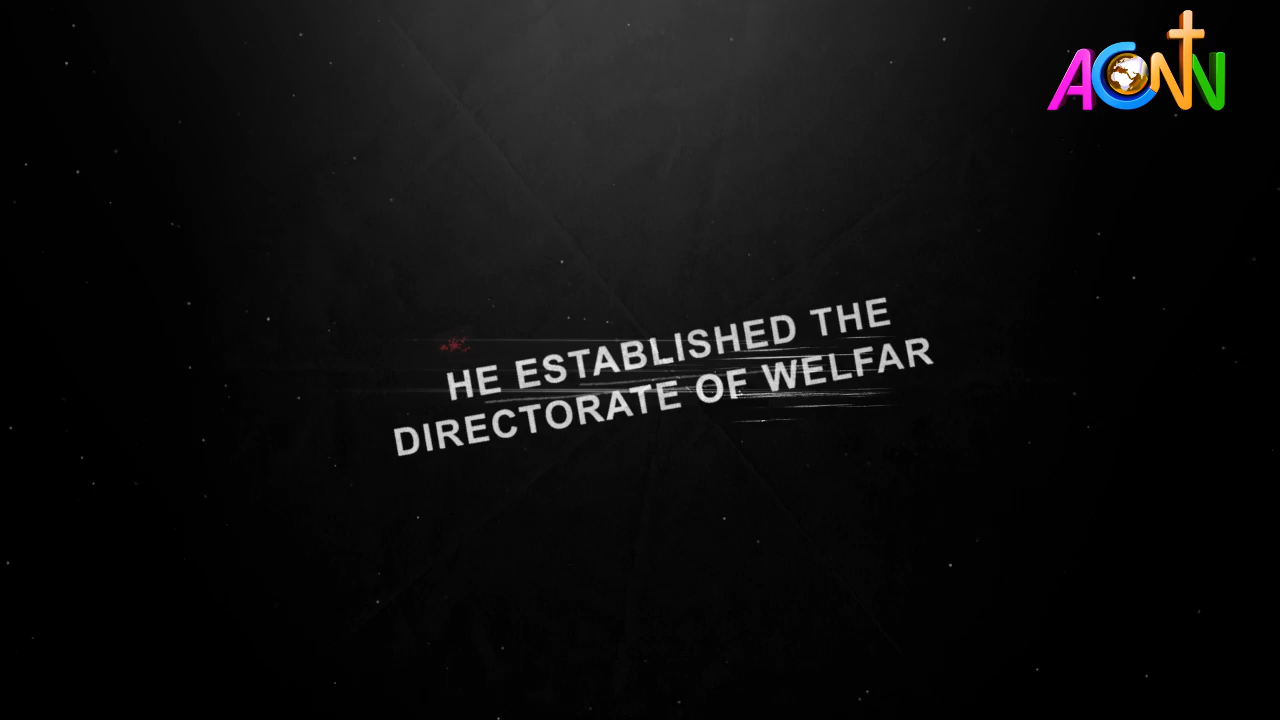 ACNN
HE ESTABLISHED THE
DIRECTORATE OF WELFAR